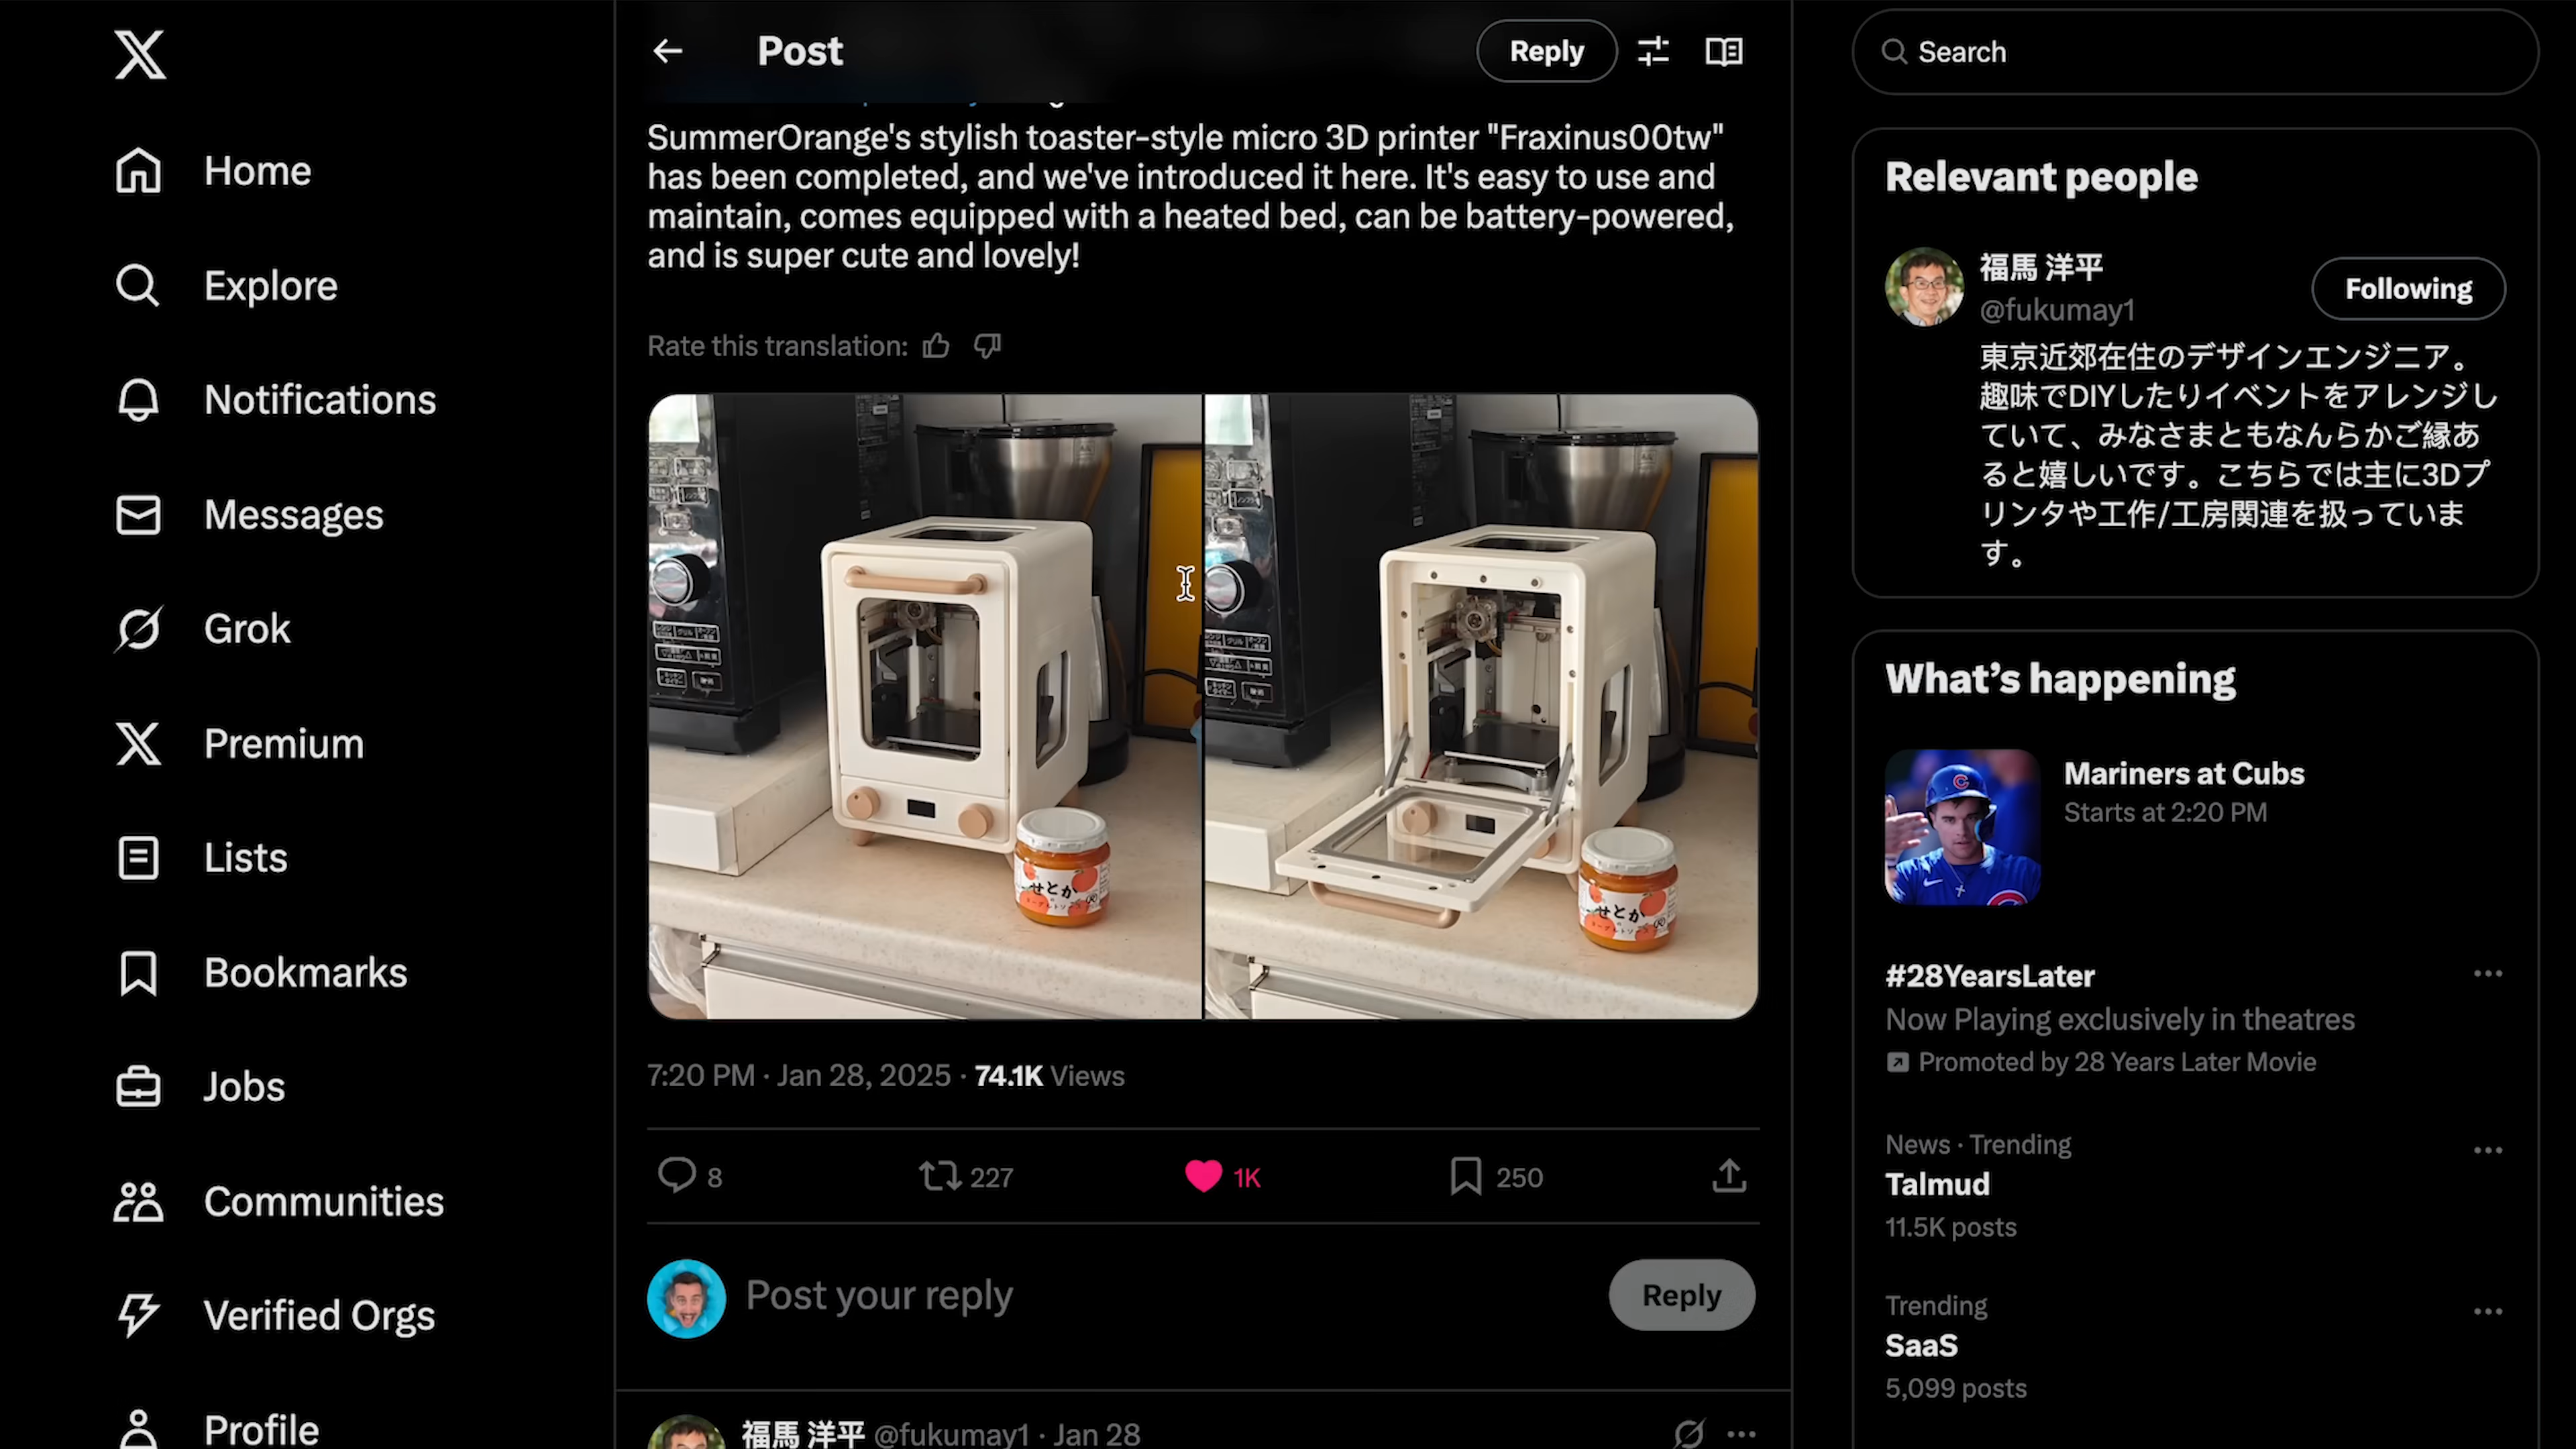 Home
Explore
Notifications
Messages
Grok
Premium
Lists
Bookmarks
Jobs
Communities
Verified Orgs
Profile
Post
Reply
SummerOrange's stylish toaster-style micro 3D printer "Fraxinus00tw"
has been completed, and we've introduced it here. It's easy to use and
maintain, comes equipped with a heated bed, can be battery-powered,
and is super cute and lovely!
Rate this translation:
せとか
せとか
7:20 PM · Jan 28, 2025 · 74.1K Views
8
227
1K
250
Post your reply
Reply
福馬 洋平 @fukumay1 · Jan 28
Search
Relevant people
福馬 洋平
@fukumay1
Following
東京近郊在住のデザインエンジニア。
趣味でDIYしたりイベントをアレンジし
ていて、みなさまともなんらかご縁あ
ると嬉しいです。こちらでは主に3Dプ
リンタや工作/工房関連を扱っていま
す。
What's happening
Mariners at Cubs
Starts at 2:20 PM
#28YearsLater
Now Playing exclusively in theatres
Promoted by 28 Years Later Movie
News · Trending
Talmud
11.5K posts
Trending
SaaS
5,099 posts